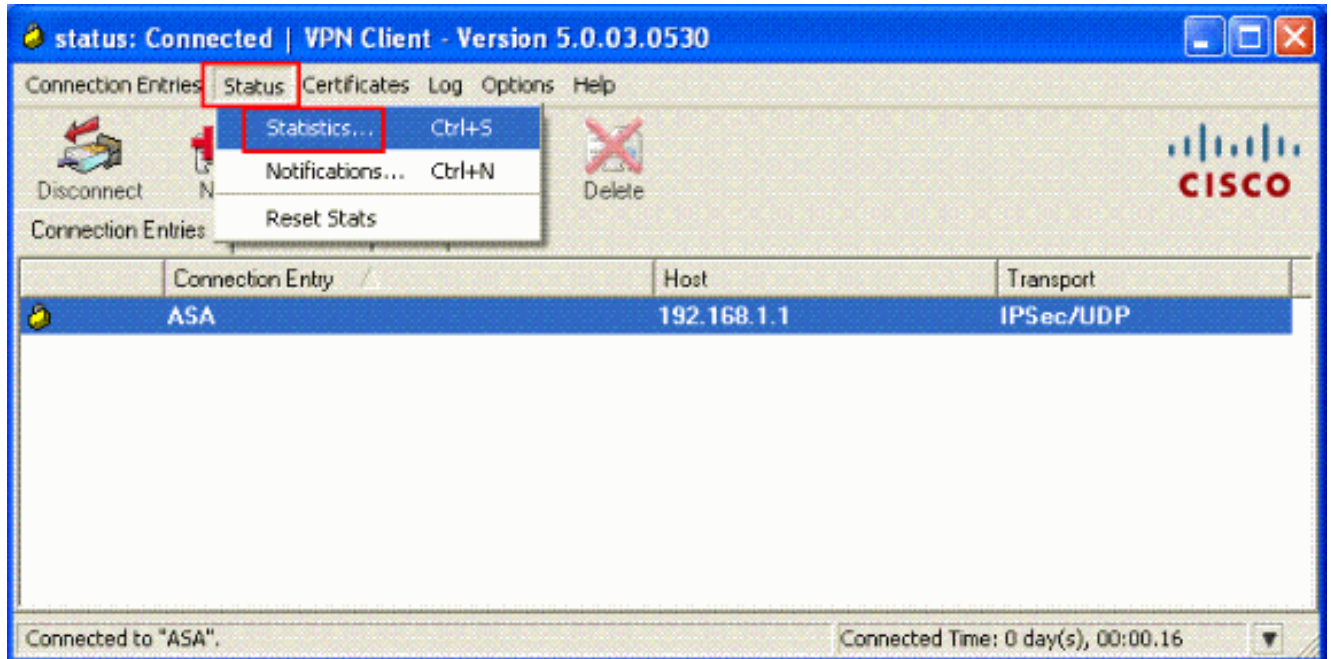 status: Connected | VPN Client - Version 5.0.03.0530
Connection Entries Status Certificates Log Options Help
Statistics... Ctrl+S
Notifications... Ctrl+N
Reset Stats
Disconnect
Delete
CISCO
Connection Entries
Connection Entry Host Transport
ASA 192.168.1.1 IPSec/UDP
Connected to "ASA". Connected Time: 0 day(s), 00:00.16